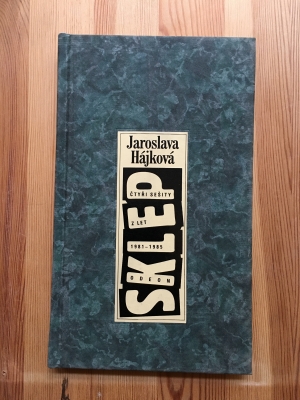 Jaroslava
Hájková
SKLEP
ČTYŘI SEŠITY
Z LET
1981–1985
ODEON